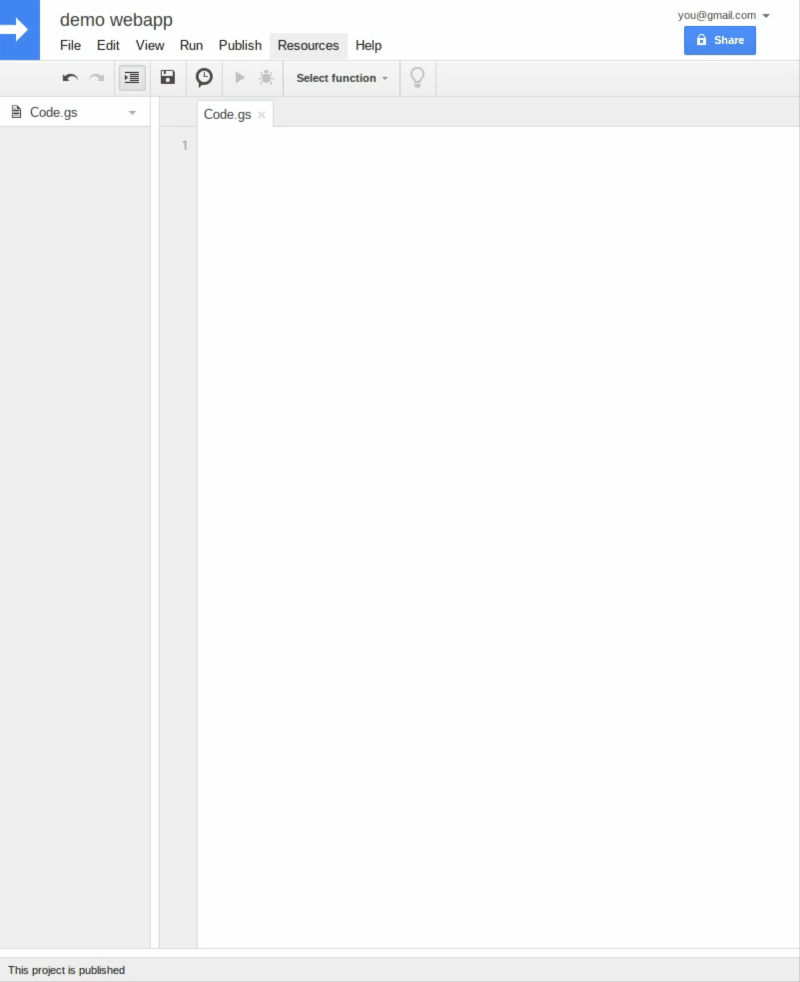 demo webapp
you@gmail.com
File Edit View Run Publish Resources Help
Share
Select function
Code.gs
Code.gs
1
This project is published